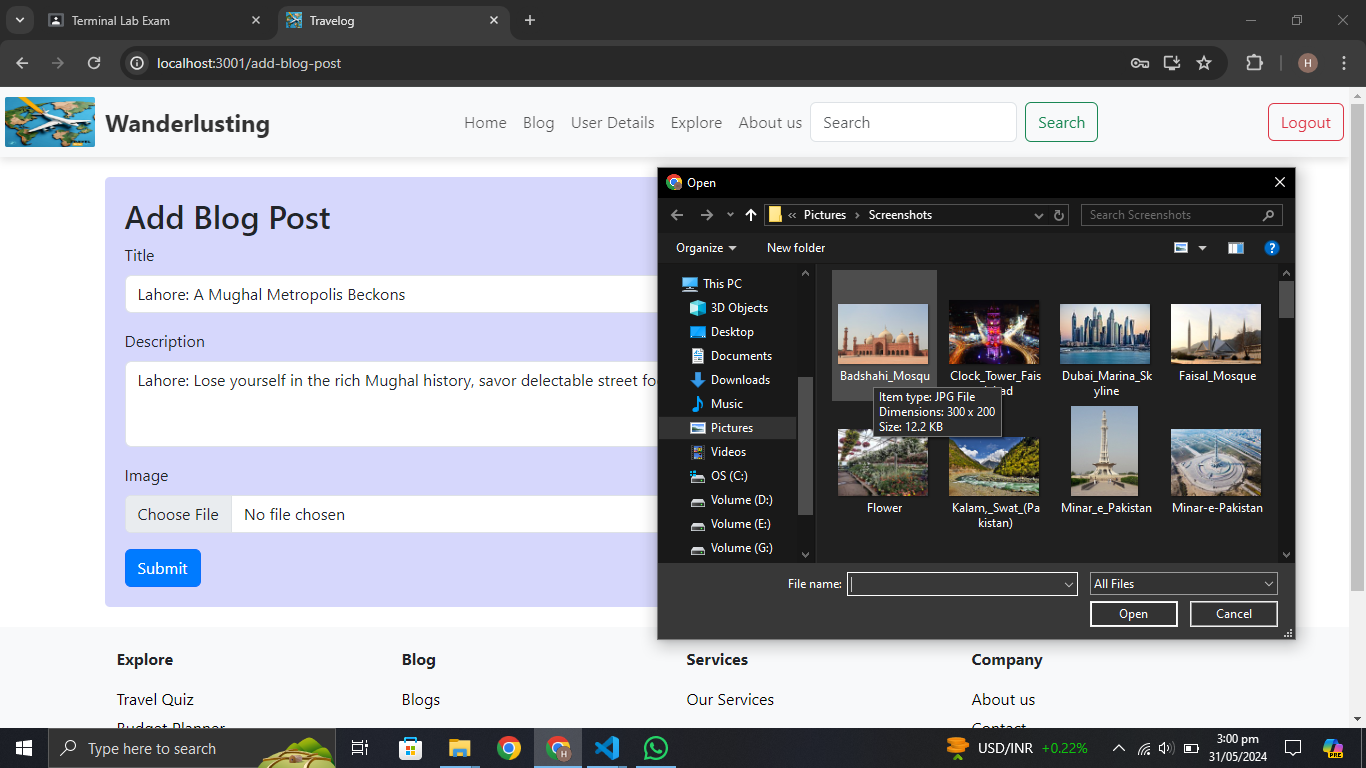 Terminal Lab Exam
Travelog
localhost:3001/add-blog-post
H
Wanderlusting
Home
Blog
User Details
Explore
About us
Search
Search
Logout
Add Blog Post
Title
Lahore: A Mughal Metropolis Beckons
Description
Lahore: Lose yourself in the rich Mughal history, savor delectable street fo
Image
Choose File
No file chosen
Submit
Open
Pictures
Screenshots
Search Screenshots
Organize
New folder
This PC
3D Objects
Desktop
Documents
Downloads
Music
Pictures
Videos
OS (C:)
Volume (D:)
Volume (E:)
Volume (G:)
Badshahi_Mosqu
Clock_Tower_Fais
ad
Dubai_Marina_Sk
yline
Faisal_Mosque
Item type: JPG File
Dimensions: 300 x 200
Size: 12.2 KB
Flower
Kalam,_Swat_(Pa
kistan)
Minar_e_Pakistan
Minar-e-Pakistan
File name:
All Files
Open
Cancel
Explore
Travel Quiz
Budget Planner
Blog
Blogs
Services
Our Services
Company
About us
Contact
Type here to search
H
USD/INR +0.22%
3:00 pm
31/05/2024
PRE